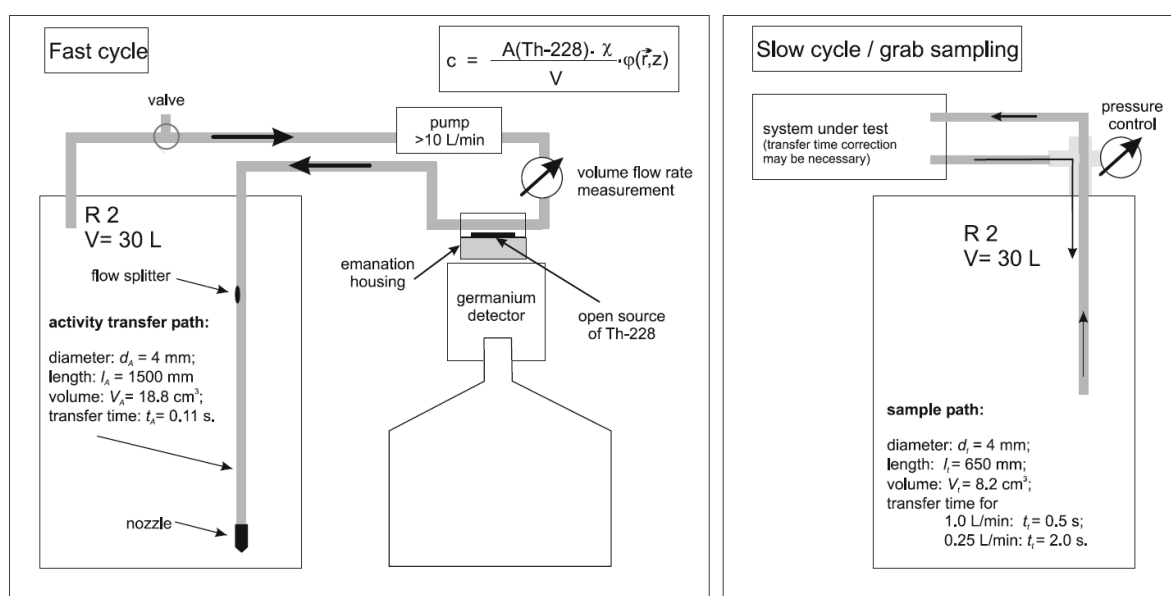 Fast cycle
c = A(Th-228)· χ / V ·φ(r⃗,z)
valve
pump
>10 L/min
volume flow rate
measurement
R 2
V= 30 L
flow splitter
activity transfer path:
diameter: d_A = 4 mm;
length: l_A = 1500 mm
volume: V_A = 18.8 cm³;
transfer time: t_A = 0.11 s.
nozzle
emanation
housing
germanium
detector
open source
of Th-228
Slow cycle / grab sampling
system under test
(transfer time correction
may be necessary)
pressure
control
R 2
V= 30 L
sample path:
diameter: d_t = 4 mm;
length: l_t = 650 mm;
volume: V_t = 8.2 cm³;
transfer time for
1.0 L/min: t_t = 0.5 s;
0.25 L/min: t_t = 2.0 s.